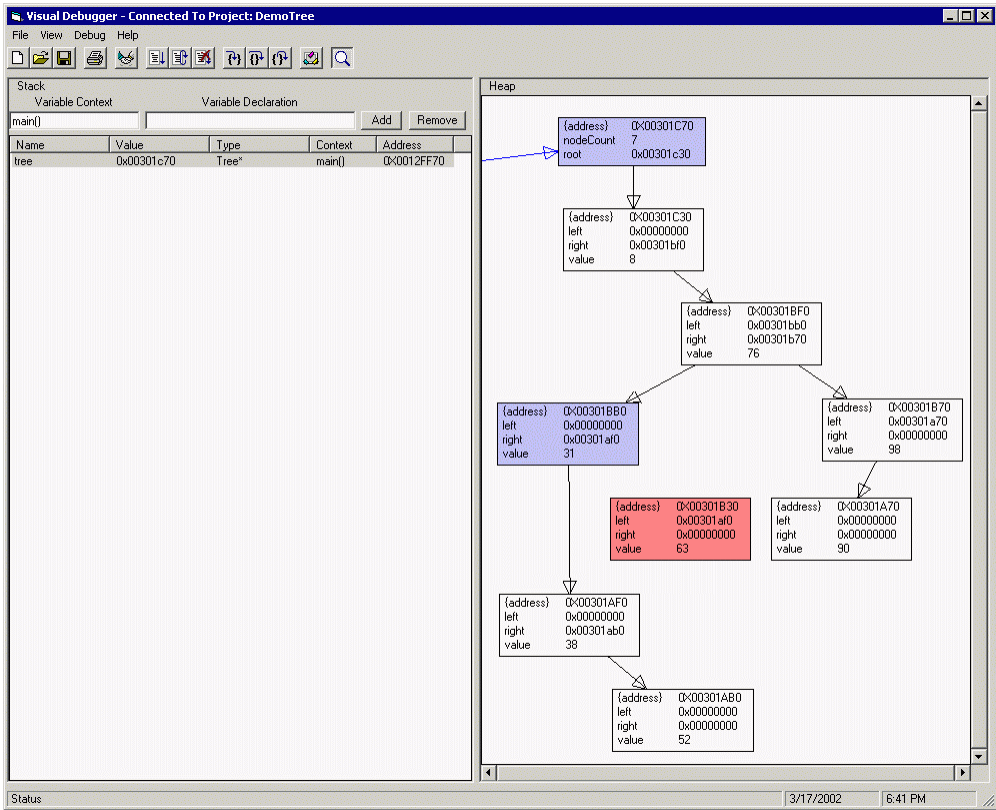 Visual Debugger - Connected To Project: DemoTree
File View Debug Help
Stack
Variable Context Variable Declaration
main()
Add Remove
Name Value Type Context Address
tree 0x00301c70 Tree* main() 0X0012FF70
Heap
{address} 0X00301C70
nodeCount 7
root 0x00301c30
{address} 0X00301C30
left 0x00000000
right 0x00301bf0
value 8
{address} 0X00301BF0
left 0x00301bb0
right 0x00301b70
value 76
{address} 0X00301BB0
left 0x00000000
right 0x00301af0
value 31
{address} 0X00301B70
left 0x00301a70
right 0x00000000
value 98
{address} 0X00301B30
left 0x00301af0
right 0x00000000
value 63
{address} 0X00301A70
left 0x00000000
right 0x00000000
value 90
{address} 0X00301AF0
left 0x00000000
right 0x00301ab0
value 38
{address} 0X00301AB0
left 0x00000000
right 0x00000000
value 52
Status 3/17/2002 6:41 PM